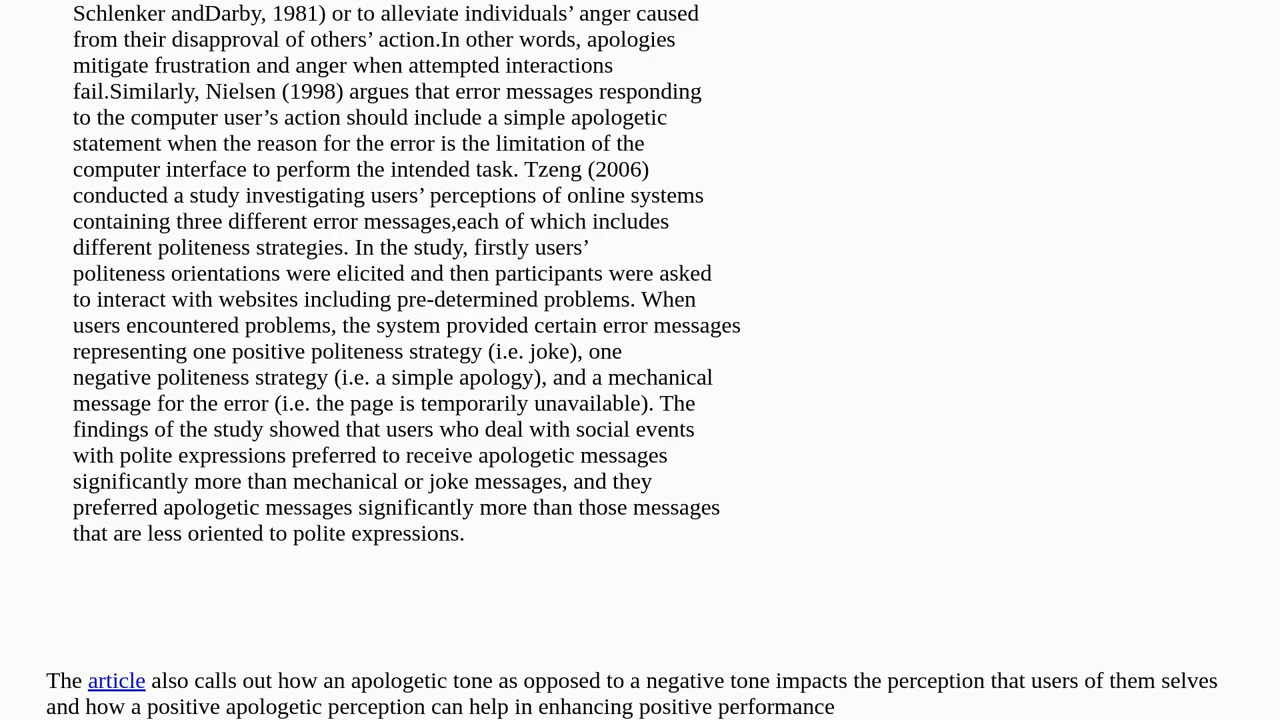 Schlenker andDarby, 1981) or to alleviate individuals’ anger caused
from their disapproval of others’ action.In other words, apologies
mitigate frustration and anger when attempted interactions
fail.Similarly, Nielsen (1998) argues that error messages responding
to the computer user’s action should include a simple apologetic
statement when the reason for the error is the limitation of the
computer interface to perform the intended task. Tzeng (2006)
conducted a study investigating users’ perceptions of online systems
containing three different error messages,each of which includes
different politeness strategies. In the study, firstly users’
politeness orientations were elicited and then participants were asked
to interact with websites including pre-determined problems. When
users encountered problems, the system provided certain error messages
representing one positive politeness strategy (i.e. joke), one
negative politeness strategy (i.e. a simple apology), and a mechanical
message for the error (i.e. the page is temporarily unavailable). The
findings of the study showed that users who deal with social events
with polite expressions preferred to receive apologetic messages
significantly more than mechanical or joke messages, and they
preferred apologetic messages significantly more than those messages
that are less oriented to polite expressions.
The article also calls out how an apologetic tone as opposed to a negative tone impacts the perception that users of them selves
and how a positive apologetic perception can help in enhancing positive performance